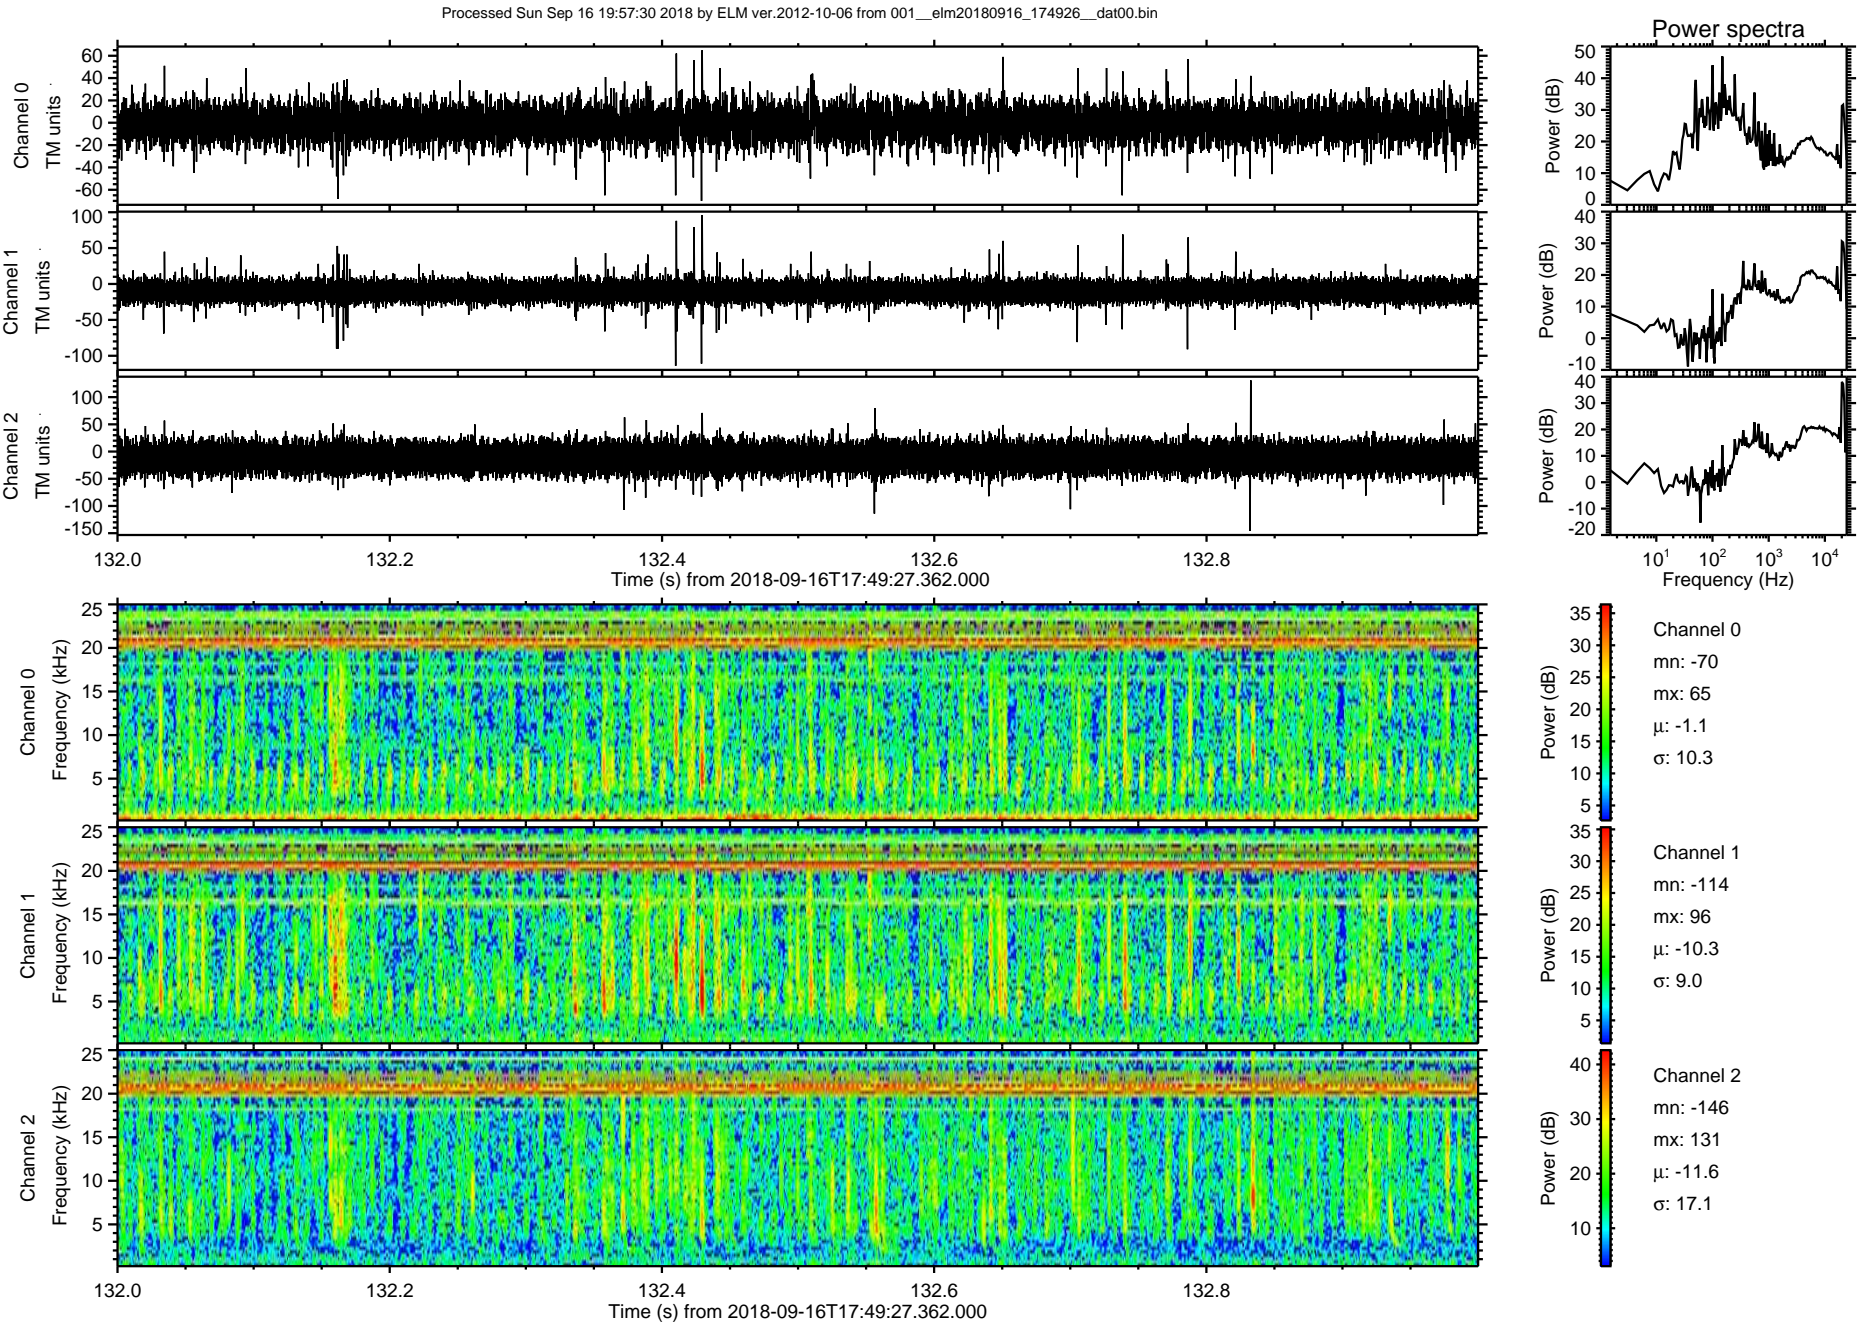 Processed Sun Sep 16 19:57:30 2018 by ELM ver.2012-10-06 from 001__elm20180916_174926__dat00.bin
Power spectra
Channel 0
TM units
60
40
20
0
-20
-40
-60
Power (dB)
50
40
30
20
10
0
Channel 1
TM units
100
50
0
-50
-100
Power (dB)
40
30
20
10
0
-10
Channel 2
TM units
100
50
0
-50
-100
-150
Power (dB)
40
30
20
10
0
-10
-20
132.0 132.2 132.4 132.6 132.8
Time (s) from 2018-09-16T17:49:27.362.000
10¹ 10² 10³ 10⁴
Frequency (Hz)
Channel 0
Frequency (kHz)
25
20
15
10
5
Power (dB)
35
30
25
20
15
10
5
Channel 0
mn: -70
mx: 65
µ: -1.1
σ: 10.3
Channel 1
Frequency (kHz)
25
20
15
10
5
Power (dB)
35
30
25
20
15
10
5
Channel 1
mn: -114
mx: 96
µ: -10.3
σ: 9.0
Channel 2
Frequency (kHz)
25
20
15
10
5
Power (dB)
40
30
20
10
Channel 2
mn: -146
mx: 131
µ: -11.6
σ: 17.1
132.0 132.2 132.4 132.6 132.8
Time (s) from 2018-09-16T17:49:27.362.000